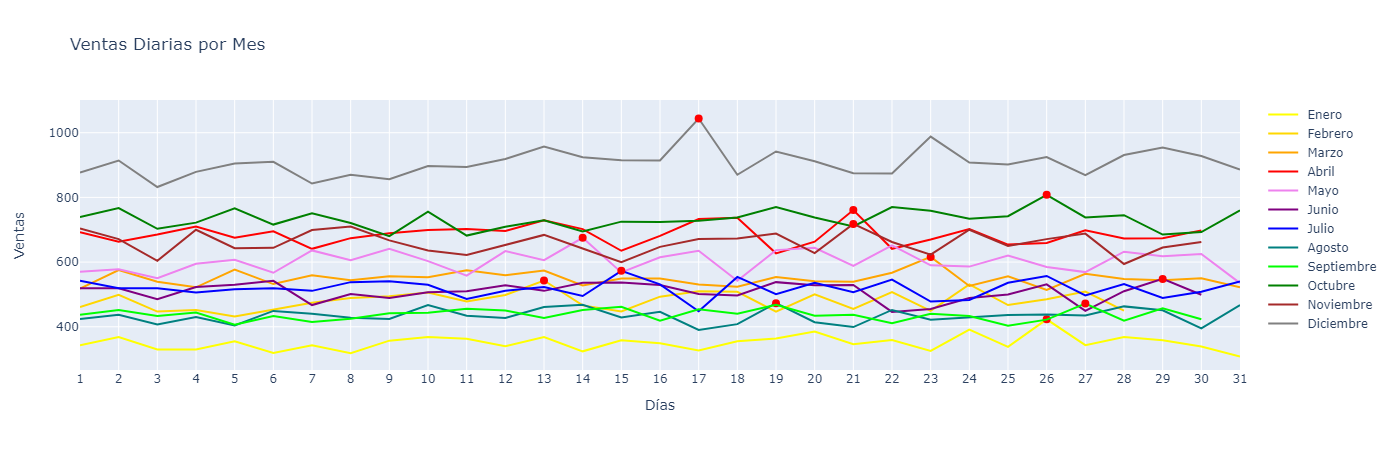 Ventas Diarias por Mes
Ventas
1000
800
600
400
1 2 3 4 5 6 7 8 9 10 11 12 13 14 15 16 17 18 19 20 21 22 23 24 25 26 27 28 29 30 31
Días
Enero
Febrero
Marzo
Abril
Mayo
Junio
Julio
Agosto
Septiembre
Octubre
Noviembre
Diciembre